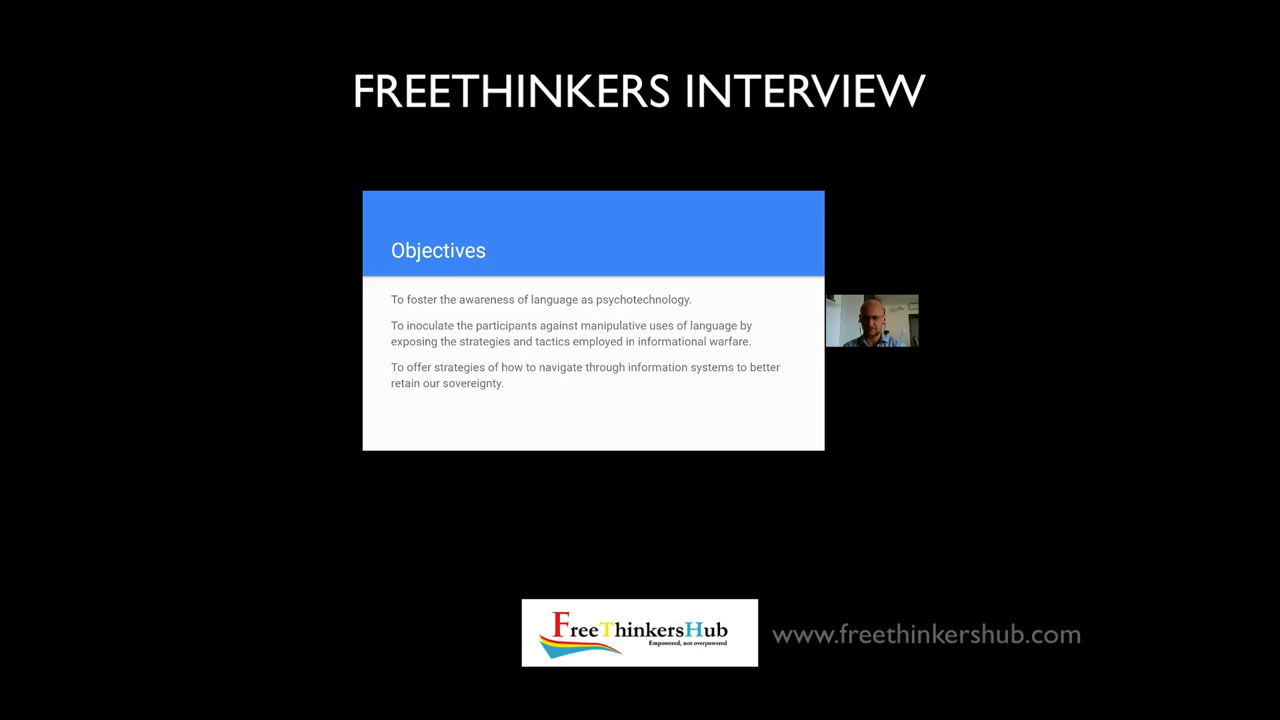 FREETHINKERS INTERVIEW
Objectives
To foster the awareness of language as psychotechnology.
To inoculate the participants against manipulative uses of language by
exposing the strategies and tactics employed in informational warfare.
To offer strategies of how to navigate through information systems to better
retain our sovereignty.
FreeThinkersHub
Empowered, not overpowered
www.freethinkershub.com